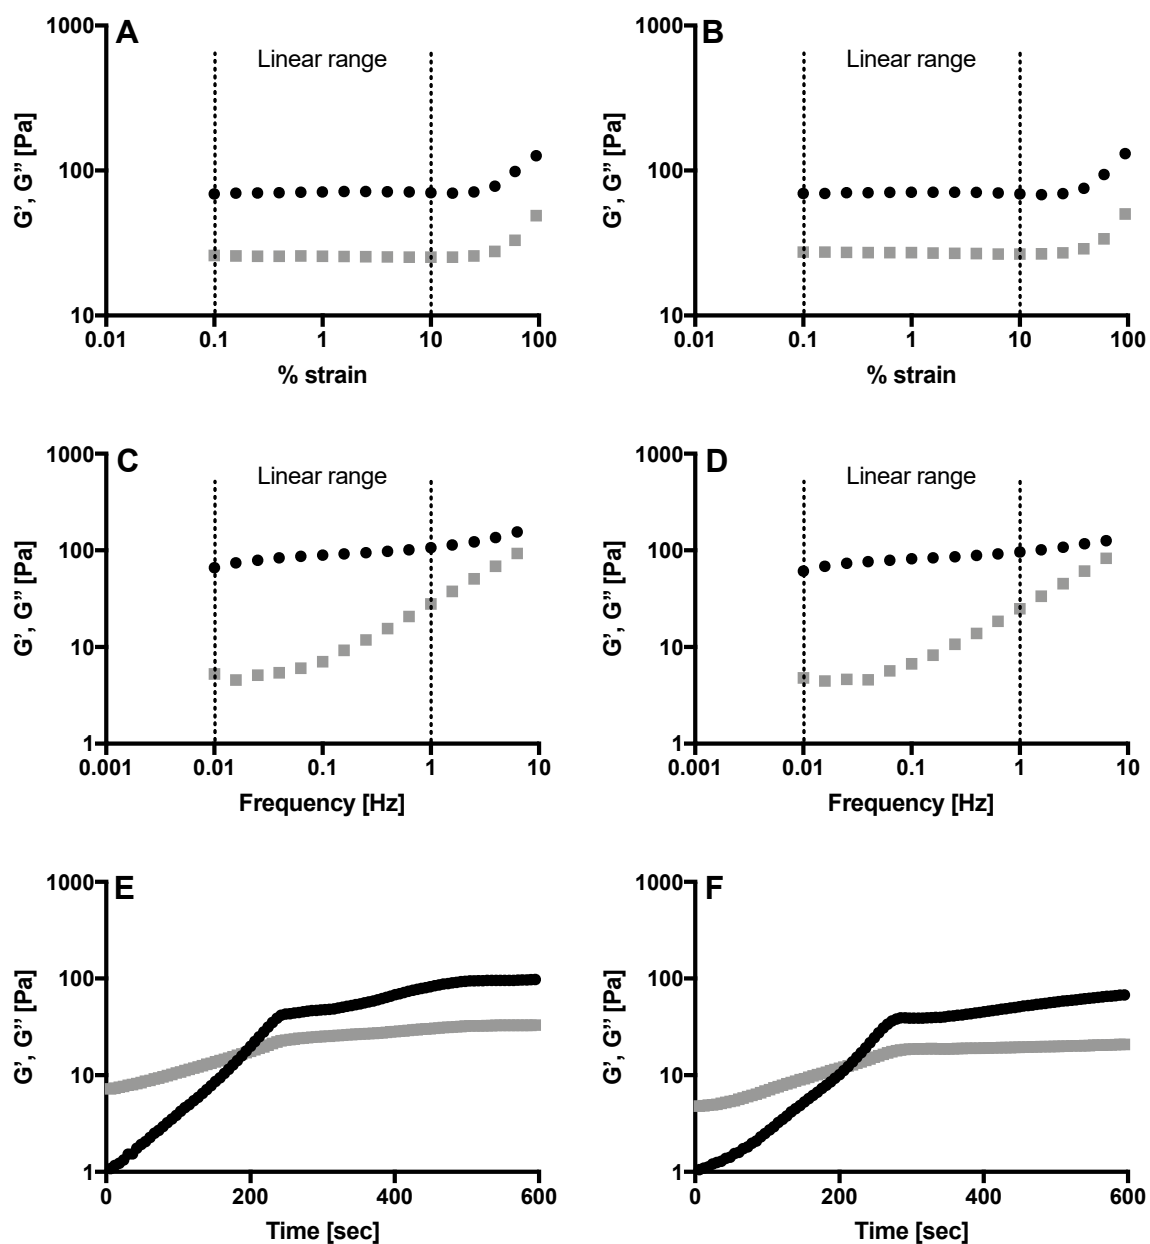 A
B
1000
1000
Linear range
Linear range
G’, G” [Pa]
G’, G” [Pa]
100
100
10
10
0.01 0.1 1 10 100
0.01 0.1 1 10 100
% strain
% strain
C
D
1000
1000
Linear range
Linear range
G’, G” [Pa]
G’, G” [Pa]
100
100
10
10
1
1
0.001 0.01 0.1 1 10
0.001 0.01 0.1 1 10
Frequency [Hz]
Frequency [Hz]
E
F
1000
1000
G’, G” [Pa]
G’, G” [Pa]
100
100
10
10
1
1
0 200 400 600
0 200 400 600
Time [sec]
Time [sec]